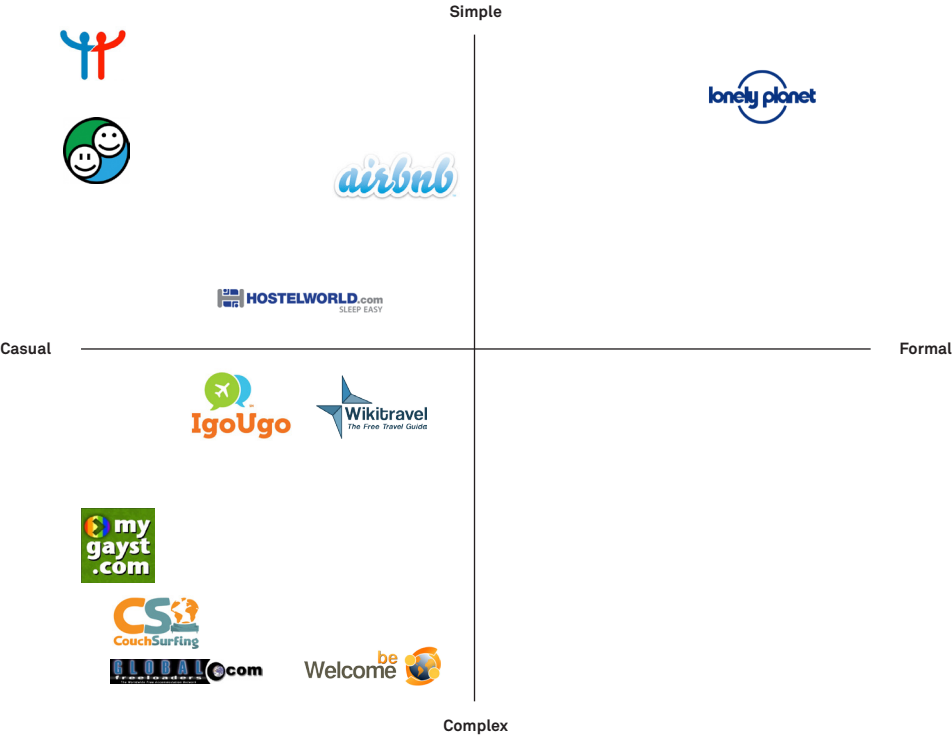 Simple
lonely planet
airbnb
HOSTELWORLD.com
SLEEP EASY
Casual
Formal
IgoUgo
Wikitravel
The Free Travel Guide
my
gayst
.com
CS
CouchSurfing
GLOBAL
freeloaders
.com
be
Welcome
Complex